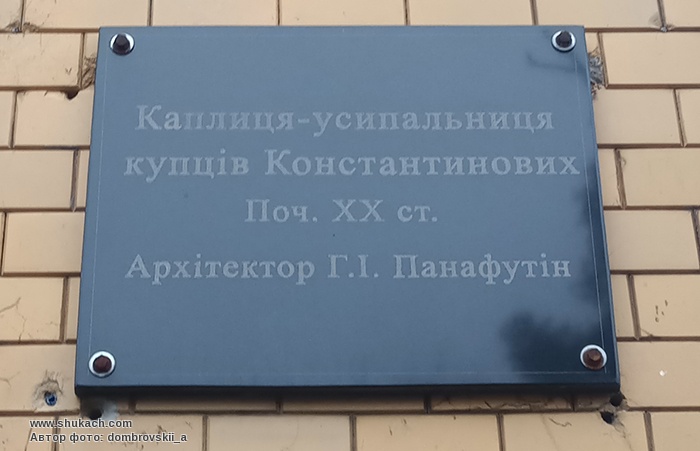 Каплиця-усипальниця
купців Константинових
Поч. XX ст.
Архітектор Г.І. Панафутін
www.shukach.com
Автор фото: dombrovskii_a